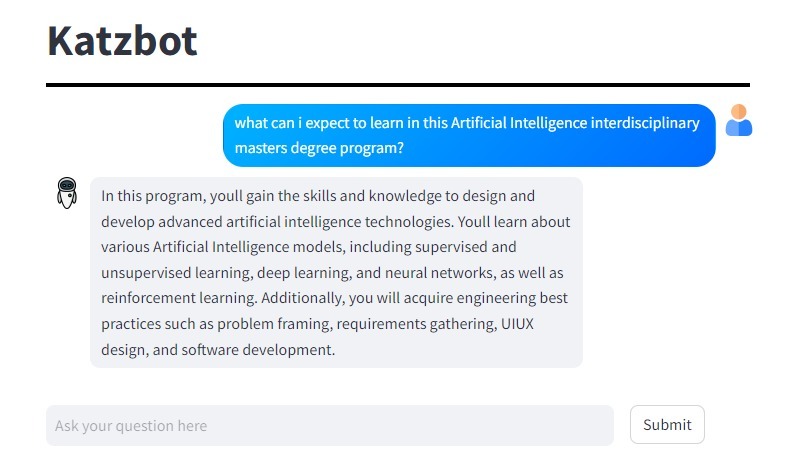 Katzbot
what can i expect to learn in this Artificial Intelligence interdisciplinary
masters degree program?
In this program, youll gain the skills and knowledge to design and
develop advanced artificial intelligence technologies. Youll learn about
various Artificial Intelligence models, including supervised and
unsupervised learning, deep learning, and neural networks, as well as
reinforcement learning. Additionally, you will acquire engineering best
practices such as problem framing, requirements gathering, UIUX
design, and software development.
Ask your question here
Submit